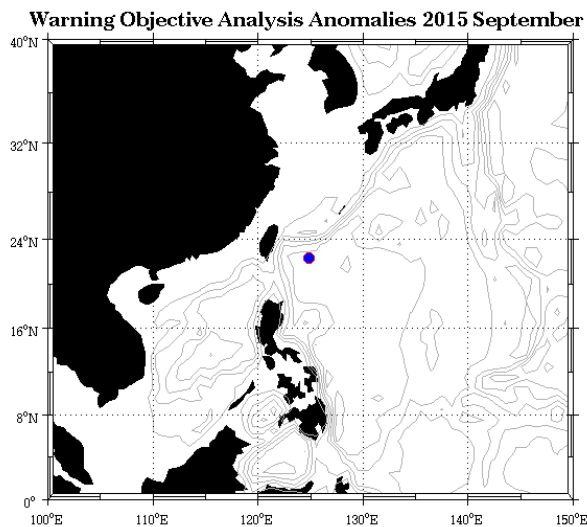 Warning Objective Analysis Anomalies 2015 September
40°N
32°N
24°N
16°N
8°N
0°
100°E 110°E 120°E 130°E 140°E 150°E